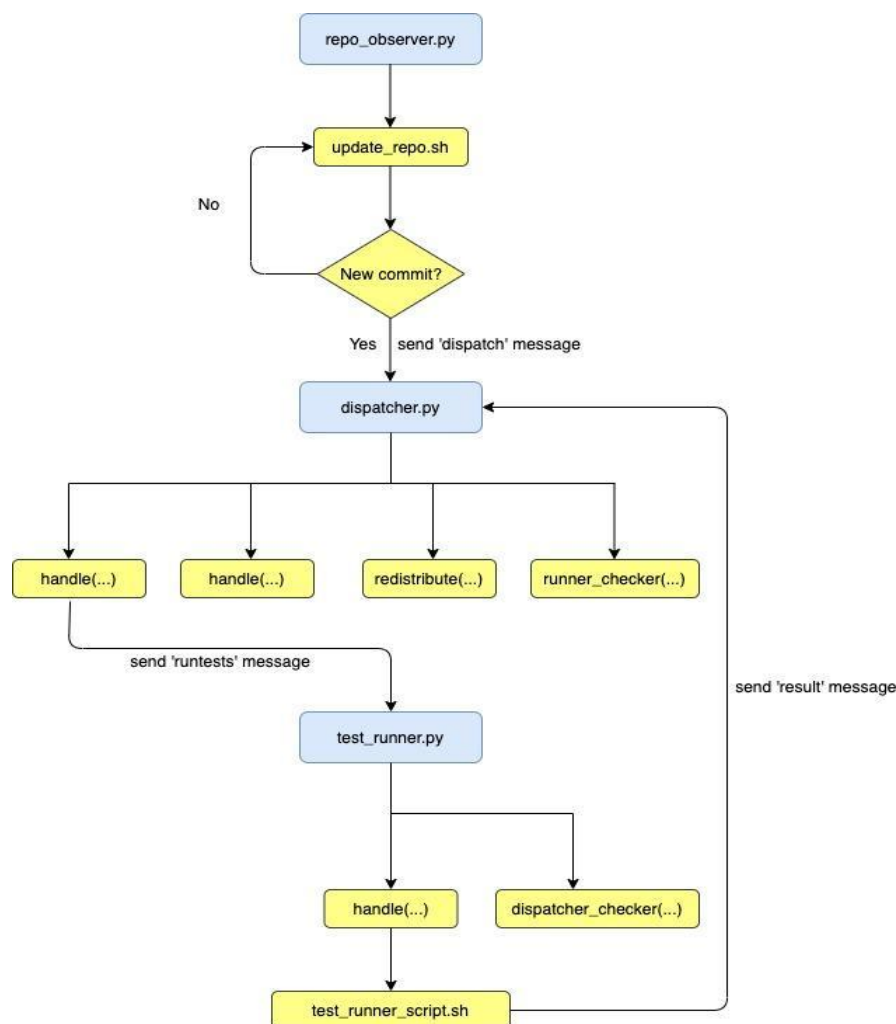 repo_observer.py
update_repo.sh
No
New commit?
Yes
send 'dispatch' message
dispatcher.py
handle(...)
handle(...)
redistribute(...)
runner_checker(...)
send 'runtests' message
send 'result' message
test_runner.py
handle(...)
dispatcher_checker(...)
test_runner_script.sh